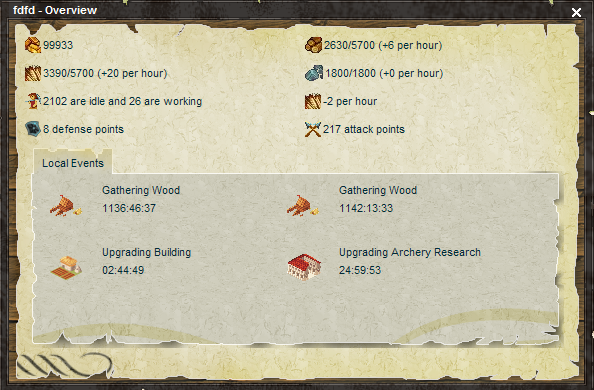 fdfd - Overview
99933
2630/5700 (+6 per hour)
3390/5700 (+20 per hour)
1800/1800 (+0 per hour)
2102 are idle and 26 are working
-2 per hour
8 defense points
217 attack points
Local Events
Gathering Wood
1136:46:37
Gathering Wood
1142:13:33
Upgrading Building
02:44:49
Upgrading Archery Research
24:59:53